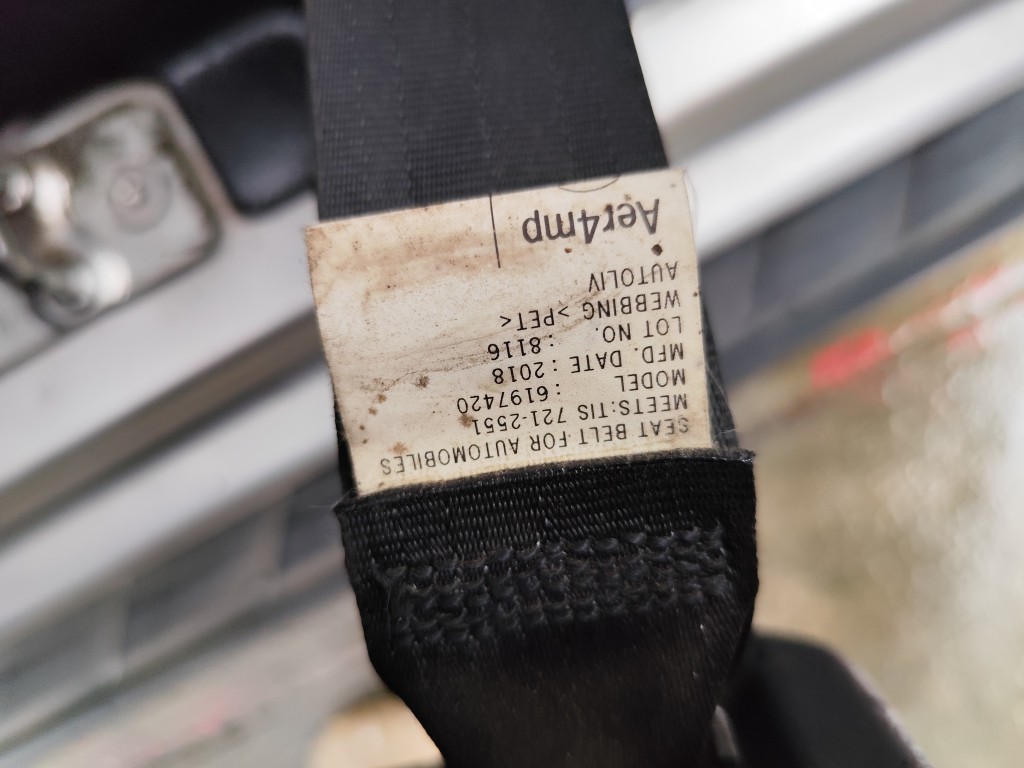 SEAT BELT FOR AUTOMOBILES
MEETS:TIS 721-2551
MODEL : 6197420
MFD. DATE : 2018
LOT NO. : 8116
WEBBING >PET<
AUTOLIV
Aer4mp